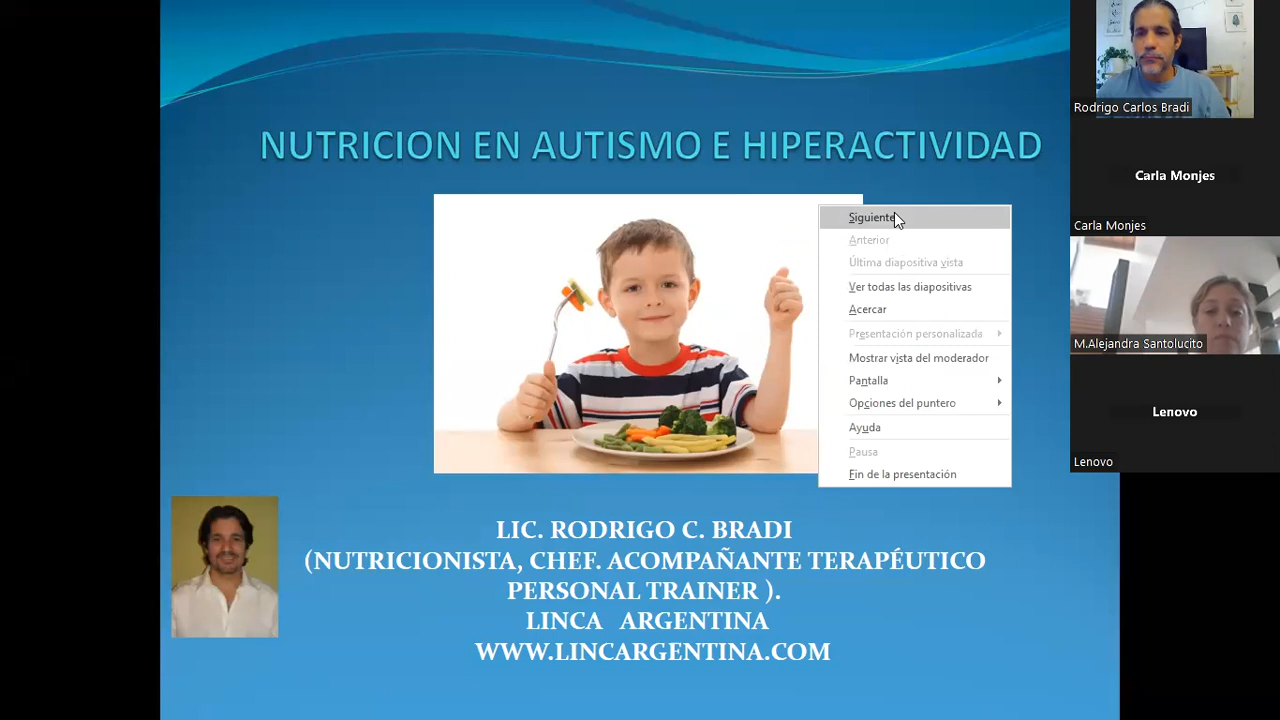 NUTRICION EN AUTISMO E HIPERACTIVIDAD
Siguiente
Anterior
Última diapositiva vista
Ver todas las diapositivas
Acercar
Presentación personalizada
Mostrar vista del moderador
Pantalla
Opciones del puntero
Ayuda
Pausa
Fin de la presentación
LIC. RODRIGO C. BRADI
(NUTRICIONISTA, CHEF. ACOMPAÑANTE TERAPÉUTICO
PERSONAL TRAINER ).
LINCA ARGENTINA
WWW.LINCARGENTINA.COM
Rodrigo Carlos Bradi
Carla Monjes
Carla Monjes
M.Alejandra Santolucito
Lenovo
Lenovo